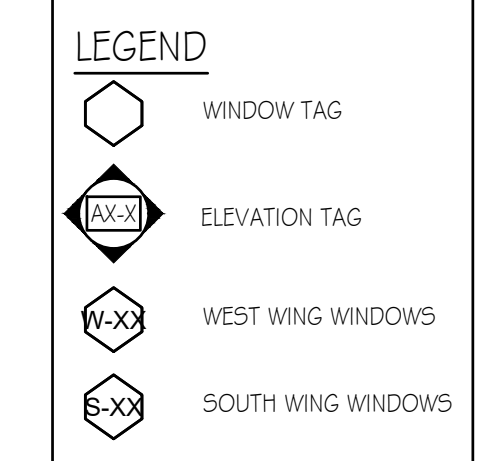 LEGEND
WINDOW TAG
AX-X ELEVATION TAG
W-XX WEST WING WINDOWS
S-XX SOUTH WING WINDOWS